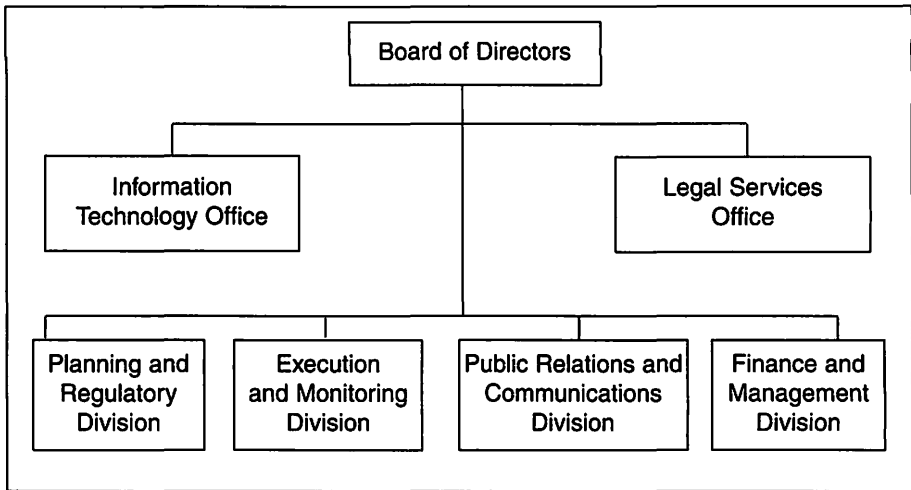 Board of Directors
Information
Technology Office
Legal Services
Office
Planning and
Regulatory
Division
Execution
and Monitoring
Division
Public Relations and
Communications
Division
Finance and
Management
Division